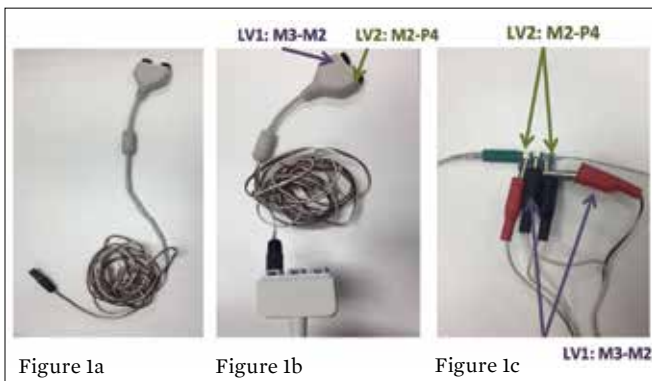 LV1: M3-M2
LV2: M2-P4
LV2: M2-P4
LV1: M3-M2
Figure 1a
Figure 1b
Figure 1c